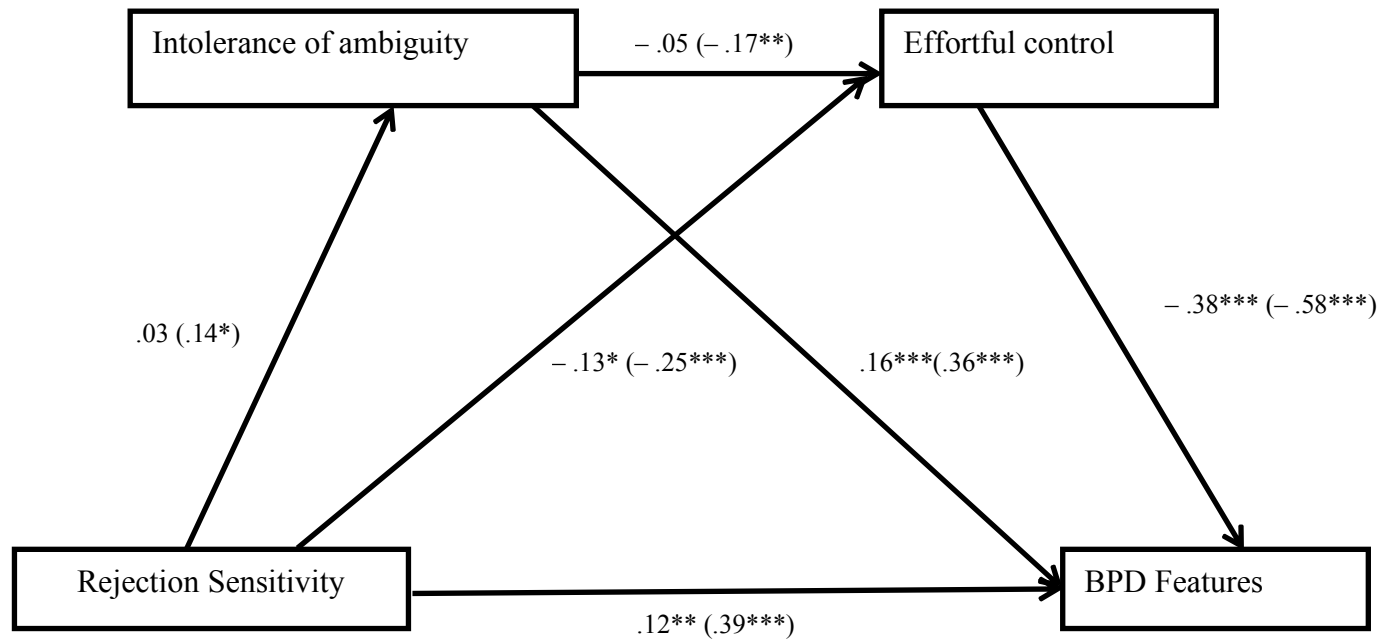 Intolerance of ambiguity
– .05 (– .17**)
Effortful control
– .38*** (– .58***)
.03 (.14*)
– .13* (– .25***)
.16***(.36***)
Rejection Sensitivity
BPD Features
.12** (.39***)